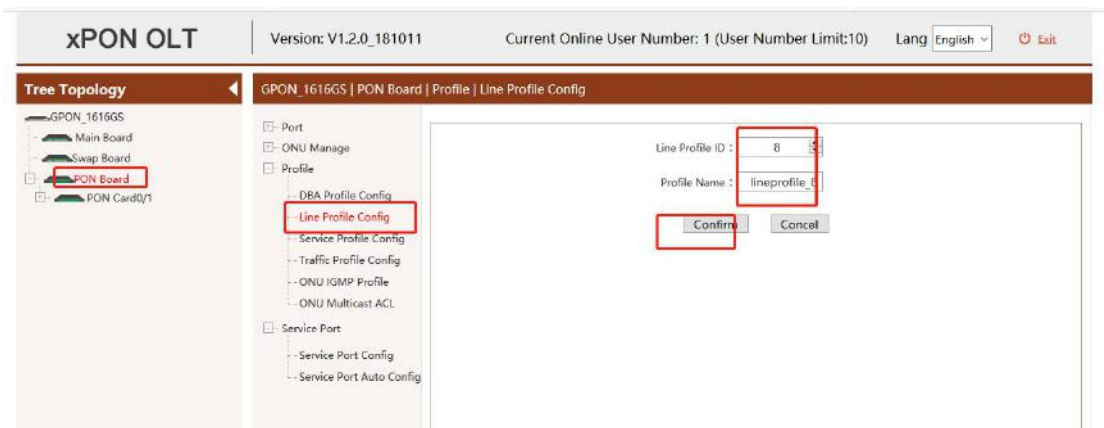 xPON OLT
Version: V1.2.0_181011
Current Online User Number: 1 (User Number Limit:10)
Lang English
Exit
Tree Topology
GPON_1616GS | PON Board | Profile | Line Profile Config
GPON_1616GS
Main Board
Swap Board
PON Board
PON Card0/1
Port
ONU Manage
Profile
DBA Profile Config
Line Profile Config
Service Profile Config
Traffic Profile Config
ONU IGMP Profile
ONU Multicast ACL
Service Port
Service Port Config
Service Port Auto Config
Line Profile ID : 8
Profile Name : lineprofile_8
Confirm Concel